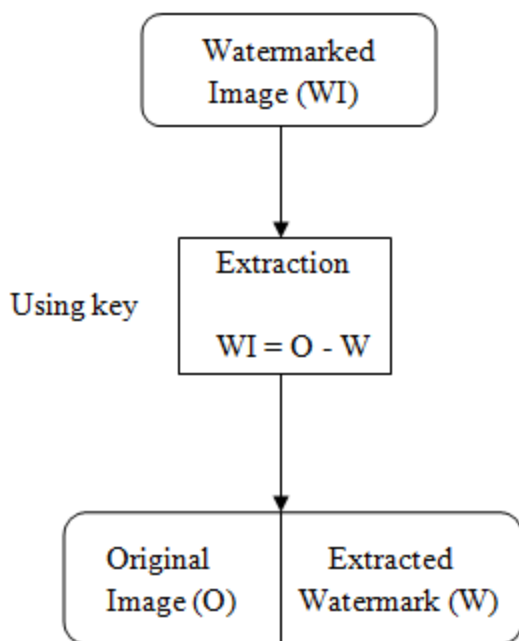 Watermarked
Image (WI)
Extraction
Using key
WI = O - W
Original
Image (O)
Extracted
Watermark (W)